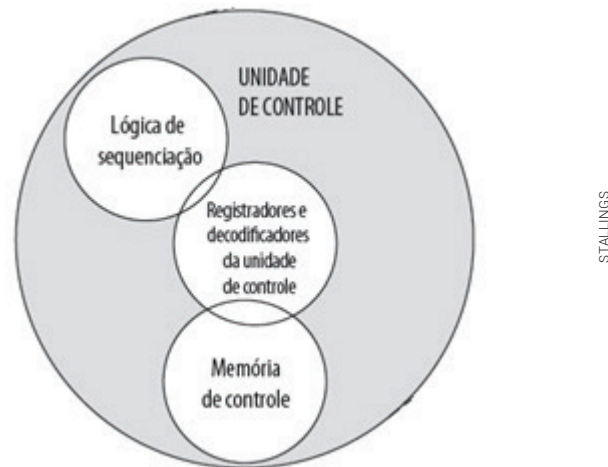 UNIDADE
DE CONTROLE
Lógica de
sequenciação
Registradores e
decodificadores
da unidade
de controle
Memória
de controle
STALLINGS